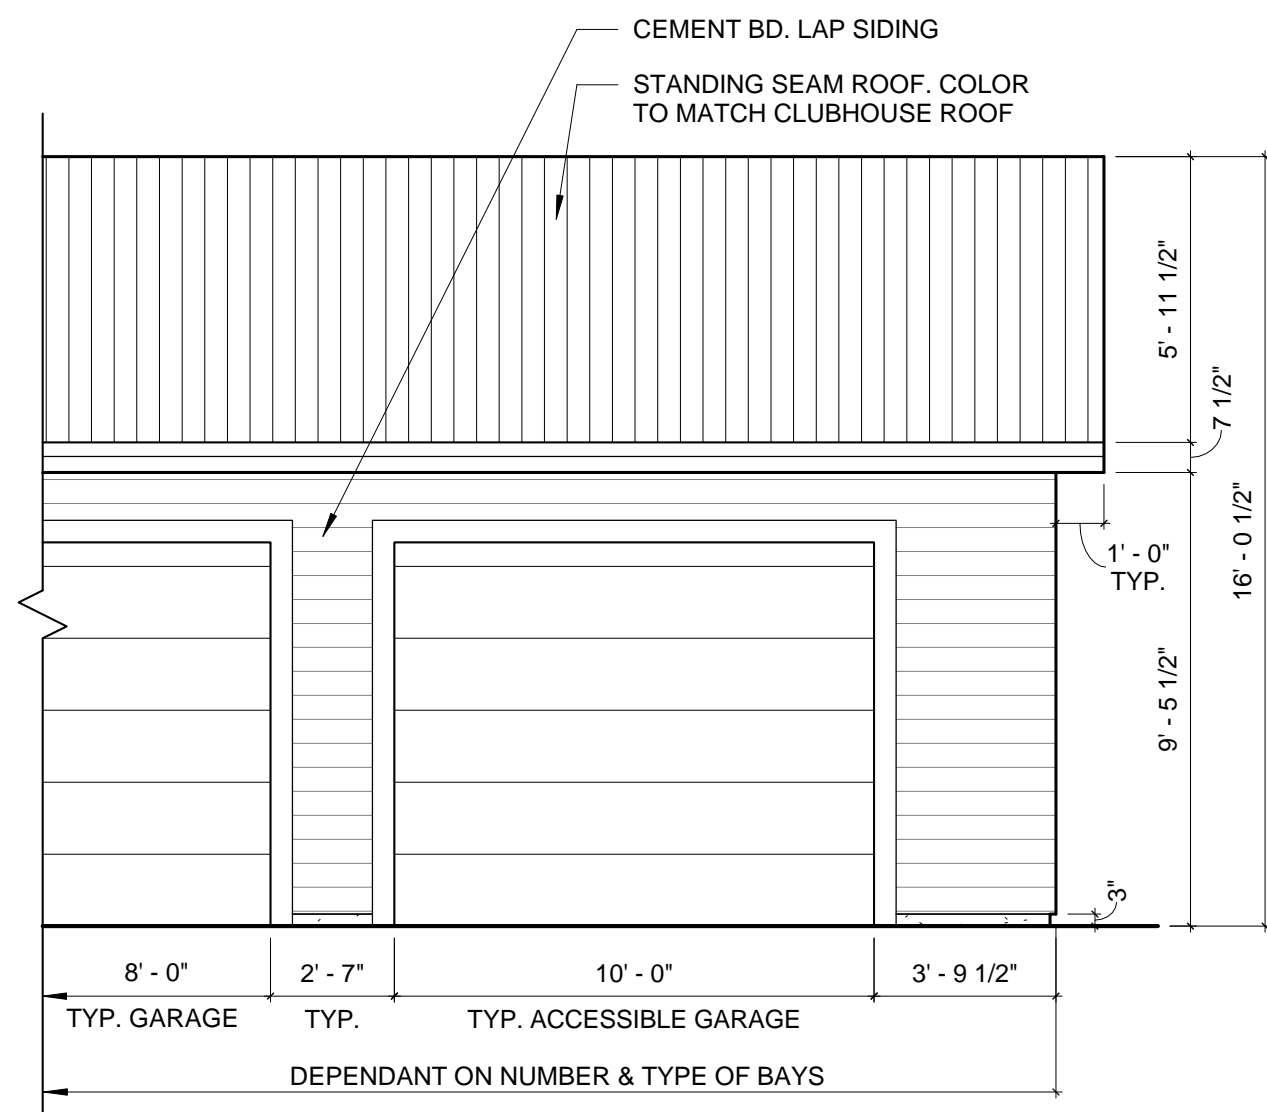 CEMENT BD. LAP SIDING
STANDING SEAM ROOF. COLOR
TO MATCH CLUBHOUSE ROOF
5' - 11 1/2"
7 1/2"
16' - 0 1/2"
1' - 0"
TYP.
9' - 5 1/2"
3"
8' - 0"
2' - 7"
10' - 0"
3' - 9 1/2"
TYP. GARAGE
TYP.
TYP. ACCESSIBLE GARAGE
DEPENDANT ON NUMBER & TYPE OF BAYS